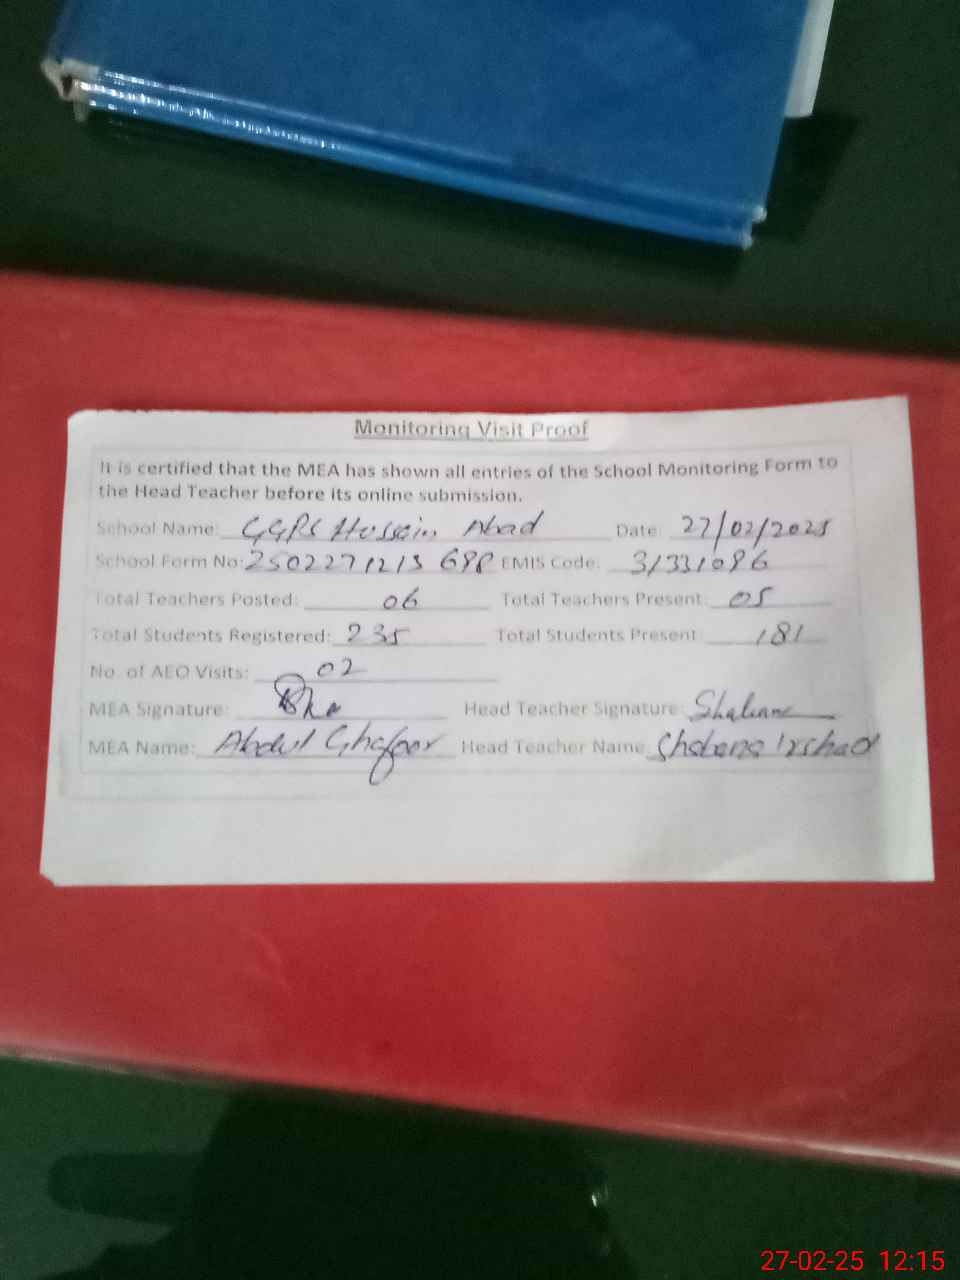 Monitoring Visit Proof
It is certified that the MEA has shown all entries of the School Monitoring Form to
the Head Teacher before its online submission.
School Name: GGPS Hussain Abad Date: 27/02/2025
School Form No: 2502271213 EMIS Code: 31331096
Total Teachers Posted: 06 Total Teachers Present: 05
Total Students Registered: 235 Total Students Present: 181
No. of AEO Visits: 02
MEA Signature: Head Teacher Signature: Shabana
MEA Name: Abdul Ghafoor Head Teacher Name Shabana Irshad
27-02-25 12:15